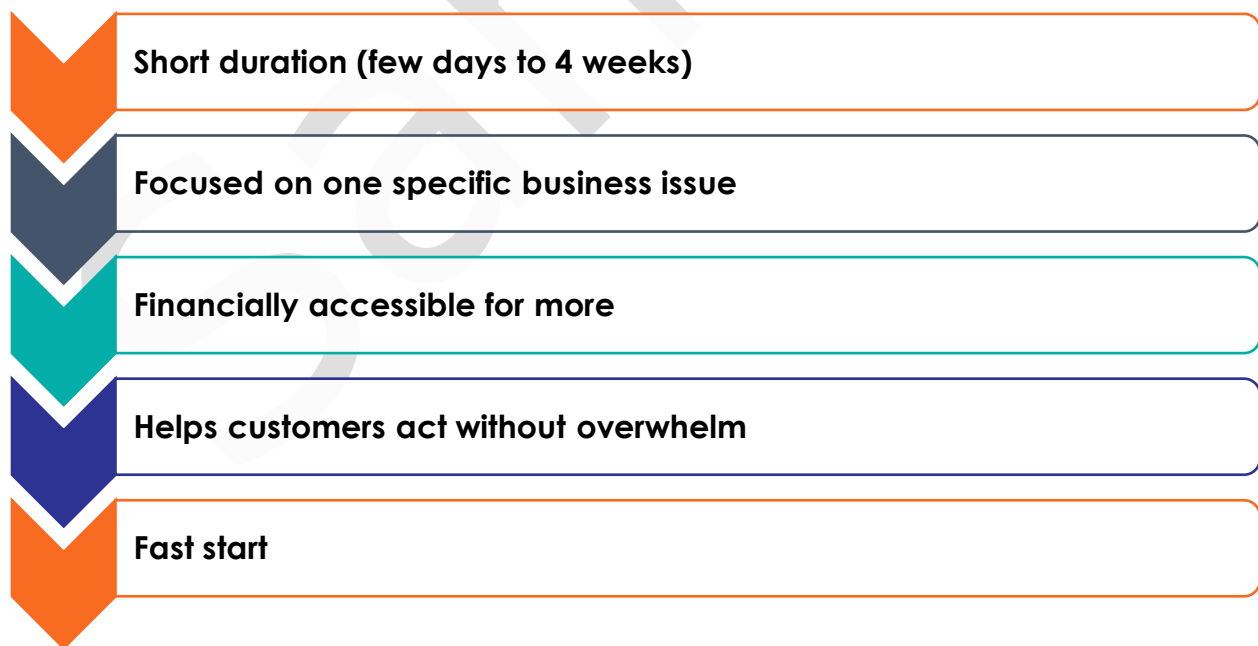 Short duration (few days to 4 weeks)
Focused on one specific business issue
Financially accessible for more
Helps customers act without overwhelm
Fast start